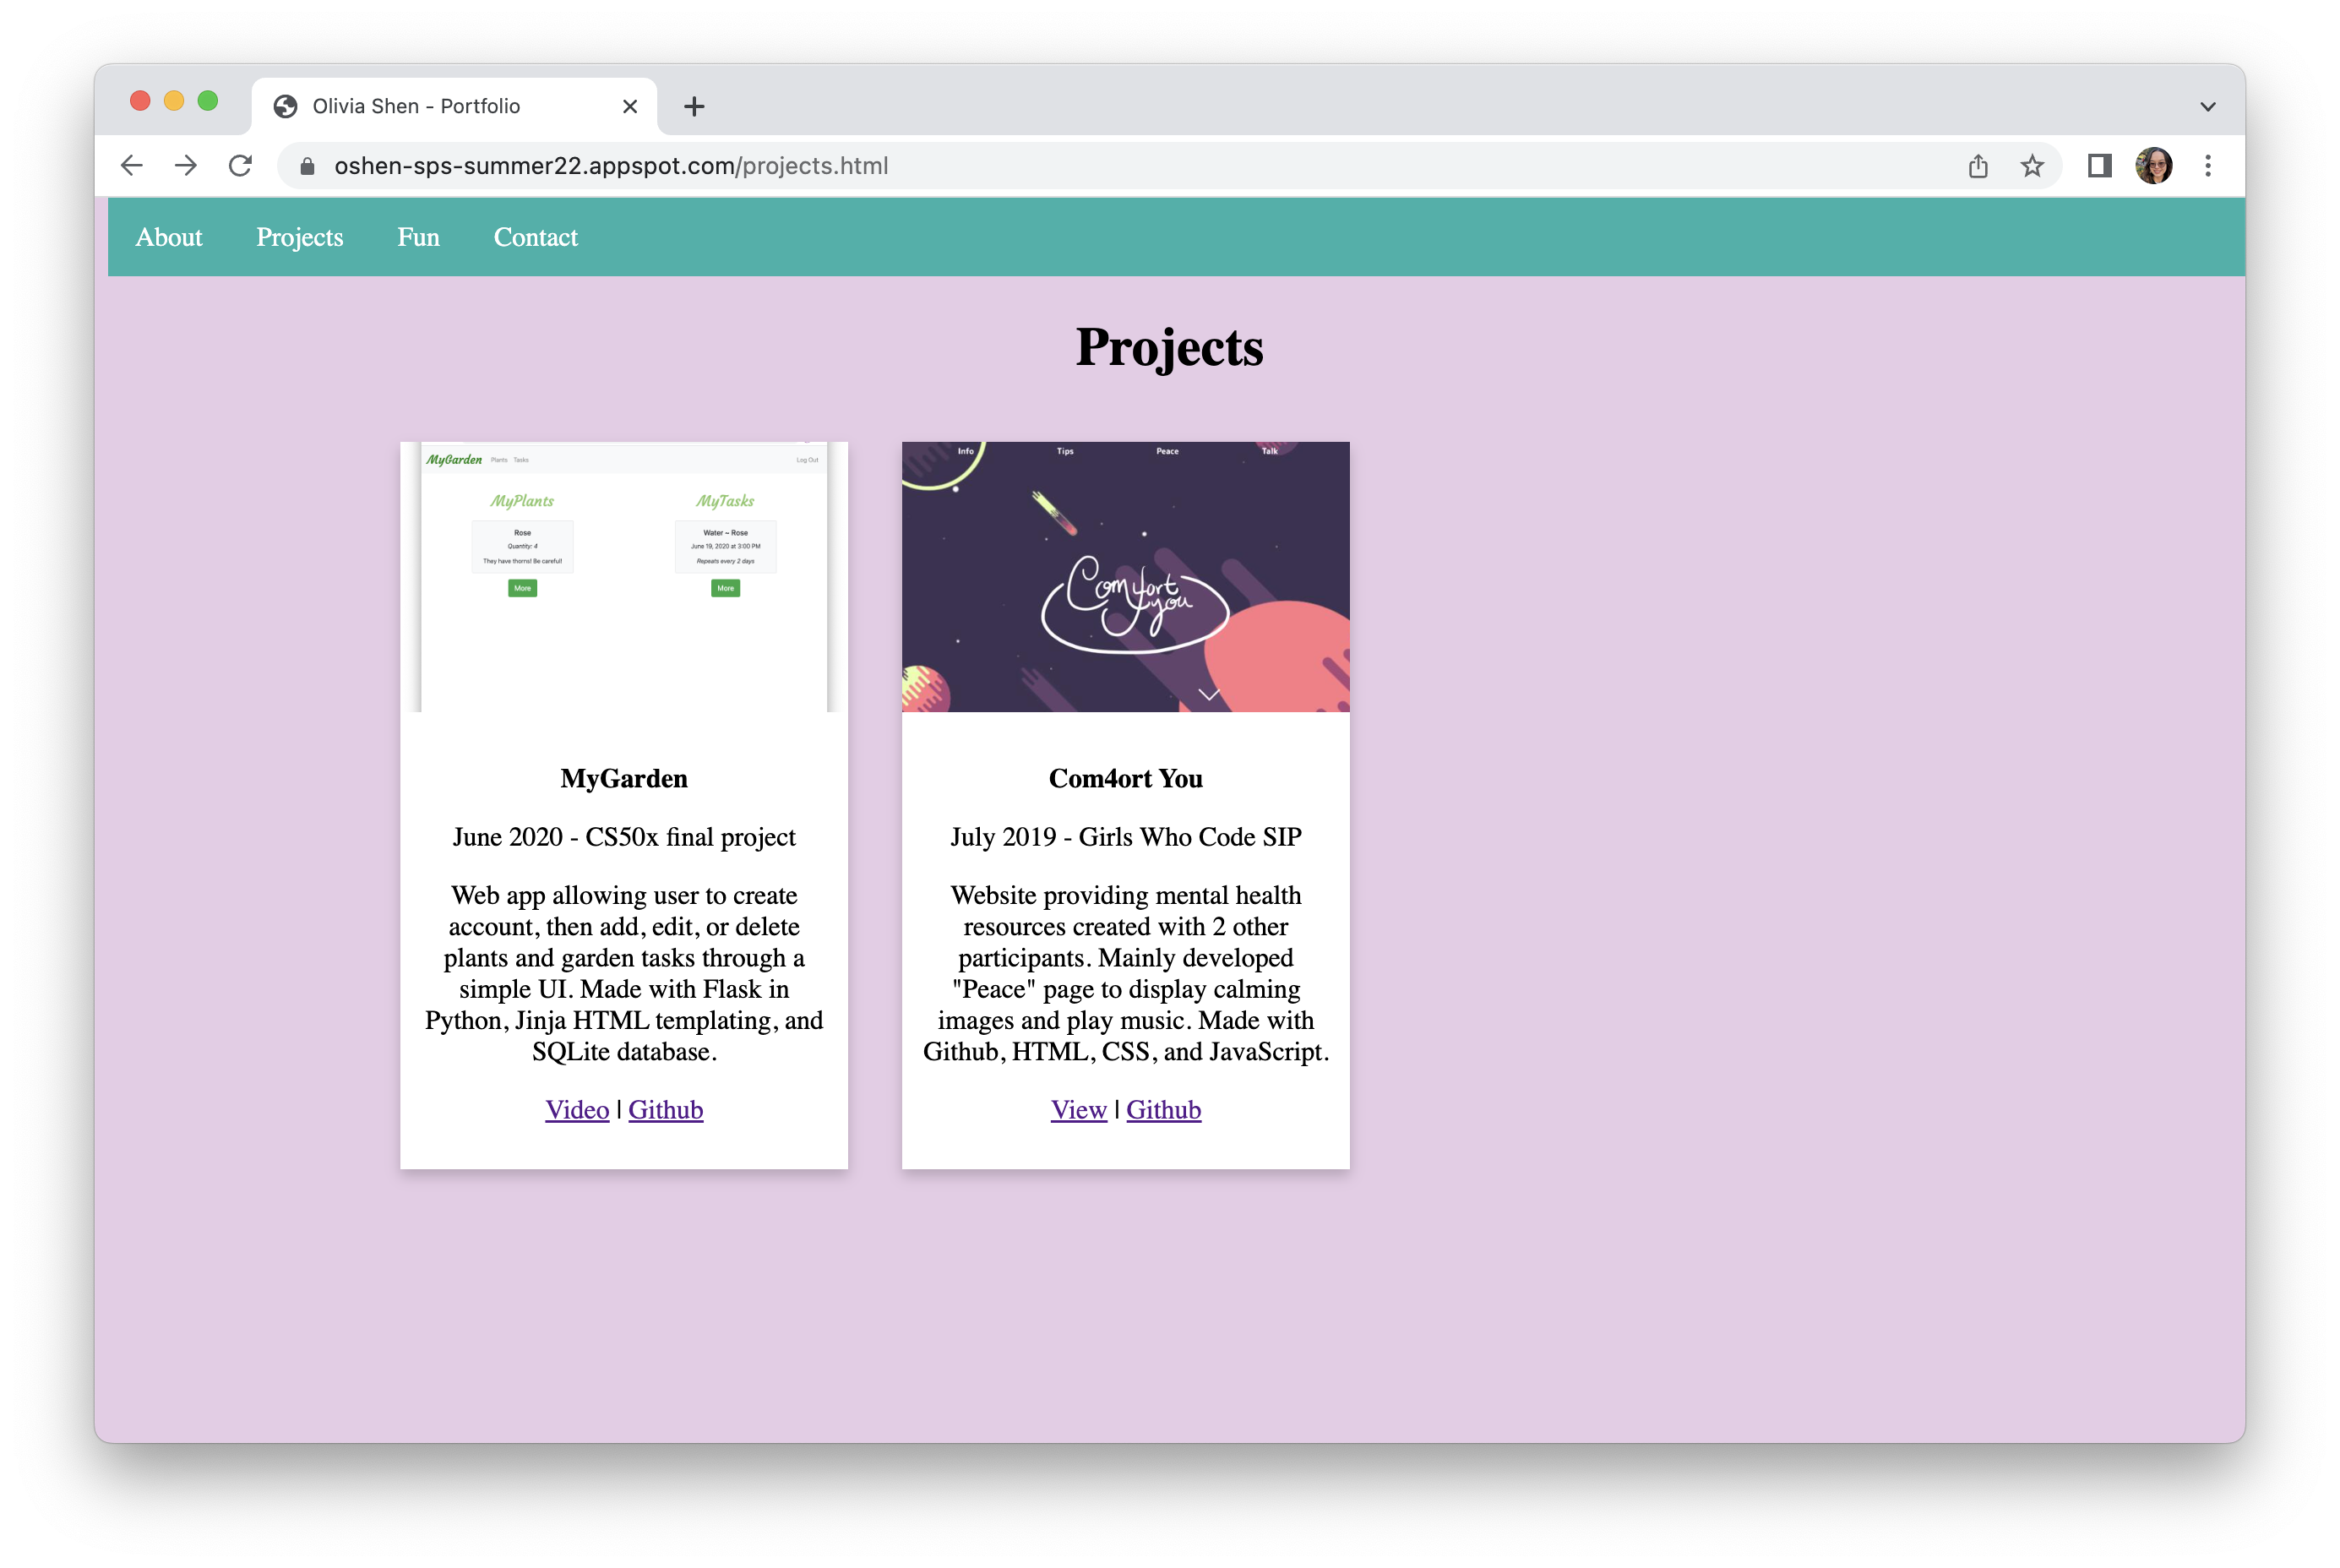 Olivia Shen - Portfolio
oshen-sps-summer22.appspot.com/projects.html
About Projects Fun Contact
Projects
MyGarden Plants Tasks Log Out
MyPlants
Rose
Quantity: 4
They have thorns! Be careful!
More
MyTasks
Water ~ Rose
June 19, 2020 at 3:00 PM
Repeats every 2 days
More
MyGarden
June 2020 - CS50x final project
Web app allowing user to create
account, then add, edit, or delete
plants and garden tasks through a
simple UI. Made with Flask in
Python, Jinja HTML templating, and
SQLite database.
Video | Github
Info Tips Peace Talk
Com4ort
you
Com4ort You
July 2019 - Girls Who Code SIP
Website providing mental health
resources created with 2 other
participants. Mainly developed
"Peace" page to display calming
images and play music. Made with
Github, HTML, CSS, and JavaScript.
View | Github